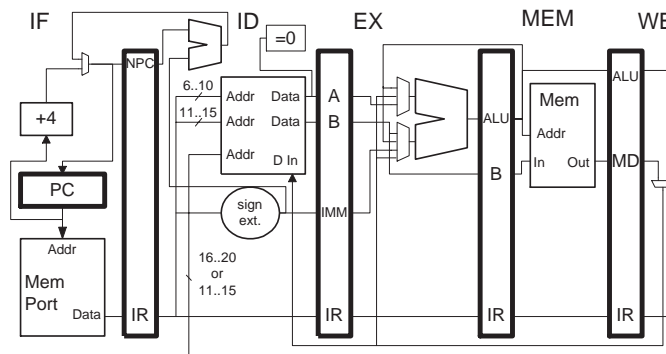 IF ID EX MEM WB
=0
NPC
6..10
Addr Data A
ALU
Mem
ALU
+4
11..15
Addr Data B
ALU
Addr
Addr D In
In Out MD
PC
B
sign
ext.
IMM
Addr
16..20
or
11..15
Mem
Port
Data
IR IR IR IR